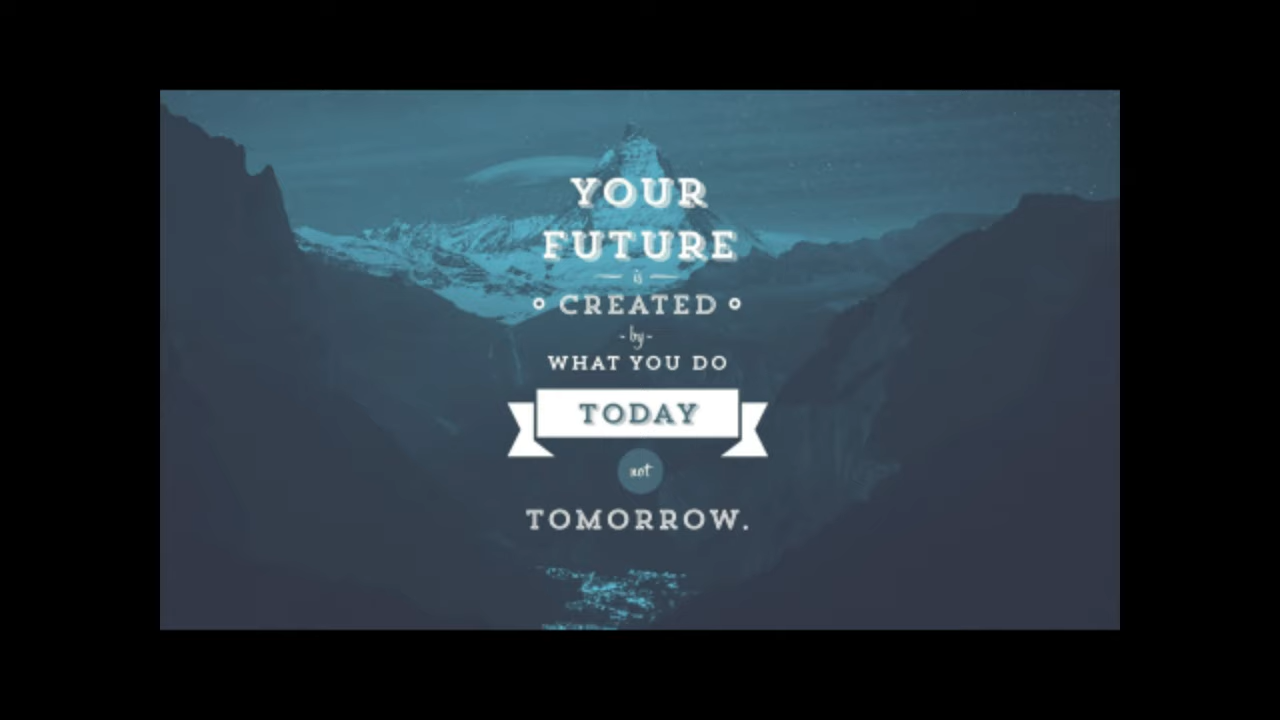 YOUR
FUTURE
is
CREATED
-by-
WHAT YOU DO
TODAY
not
TOMORROW.